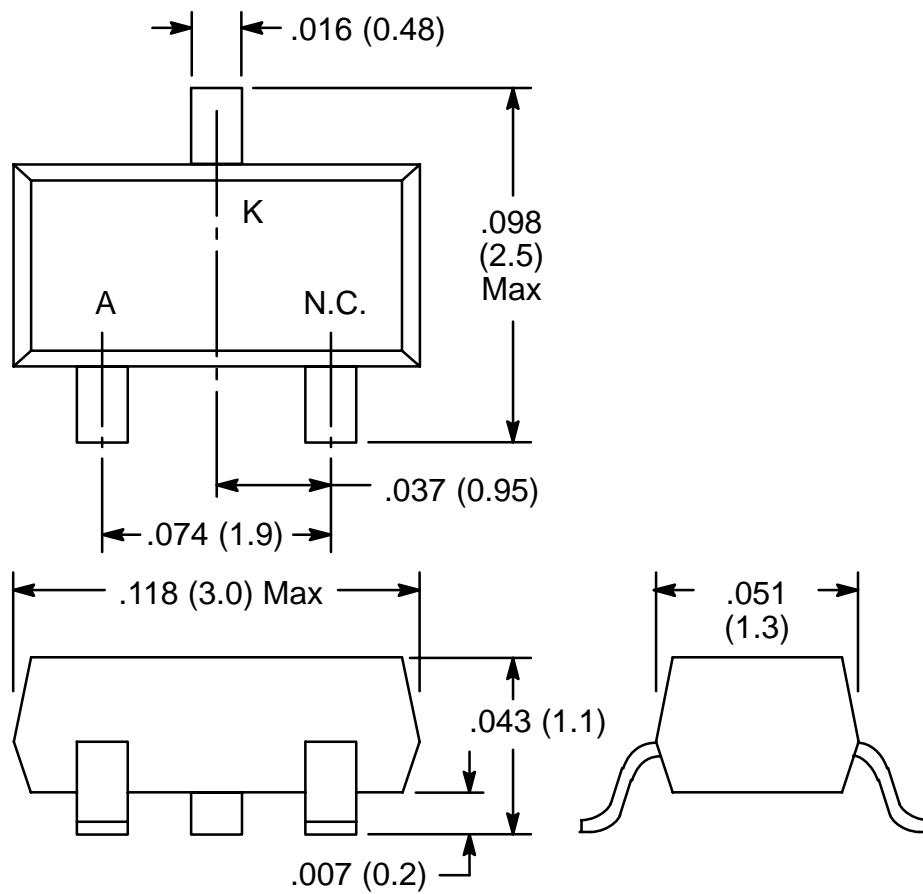 .016 (0.48)
K
.098
(2.5)
Max
A
N.C.
.037 (0.95)
.074 (1.9)
.118 (3.0) Max
.051
(1.3)
.043 (1.1)
.007 (0.2)